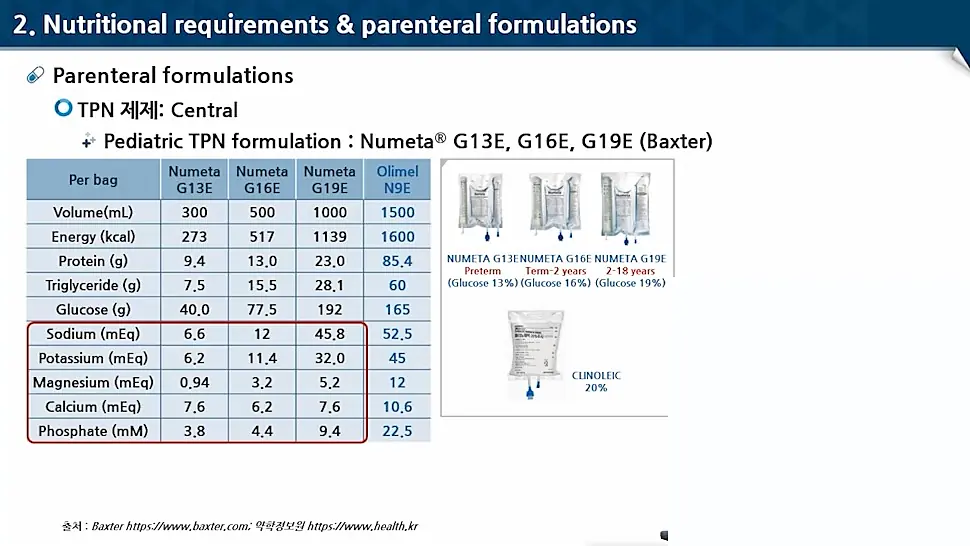 2. Nutritional requirements & parenteral formulations
Parenteral formulations
TPN 제제: Central
Pediatric TPN formulation : Numeta® G13E, G16E, G19E (Baxter)
Per bag Numeta G13E Numeta G16E Numeta G19E Olimel N9E
Volume(mL) 300 500 1000 1500
Energy (kcal) 273 517 1139 1600
Protein (g) 9.4 13.0 23.0 85.4
Triglyceride (g) 7.5 15.5 28.1 60
Glucose (g) 40.0 77.5 192 165
Sodium (mEq) 6.6 12 45.8 52.5
Potassium (mEq) 6.2 11.4 32.0 45
Magnesium (mEq) 0.94 3.2 5.2 12
Calcium (mEq) 7.6 6.2 7.6 10.6
Phosphate (mM) 3.8 4.4 9.4 22.5
NUMETA G13E NUMETA G16E NUMETA G19E
Preterm Term-2 years 2-18 years
(Glucose 13%) (Glucose 16%) (Glucose 19%)
CLINOLEIC
20%
출처 : Baxter https://www.baxter.com; 약학정보원 https://www.health.kr